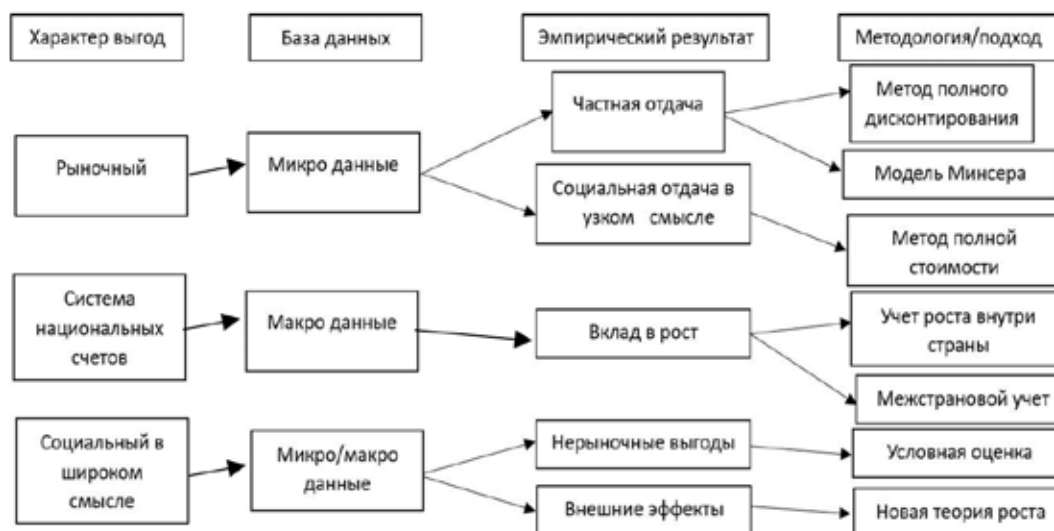 Характер выгод
База данных
Эмпирический результат
Методология/подход
Рыночный
Микро данные
Частная отдача
Метод полного
дисконтирования
Модель Минсера
Социальная отдача в
узком смысле
Метод полной
стоимости
Система
национальных
счетов
Макро данные
Вклад в рост
Учет роста внутри
страны
Межстрановой учет
Социальный в
широком
смысле
Микро/макро
данные
Нерыночные выгоды
Условная оценка
Внешние эффекты
Новая теория роста